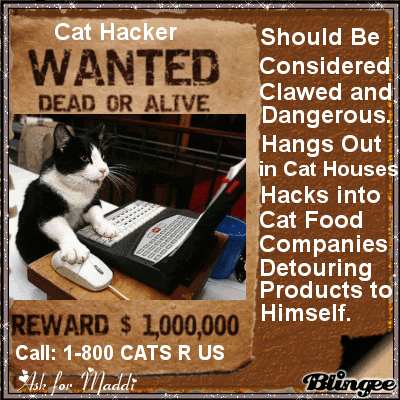 Cat Hacker
WANTED
DEAD OR ALIVE
REWARD $ 1,000,000
Call: 1-800 CATS R US
Ask for Maddi
Should Be
Considered
Clawed and
Dangerous.
Hangs Out
in Cat Houses
Hacks into
Cat Food
Companies
Detouring
Products to
Himself.
Blingee